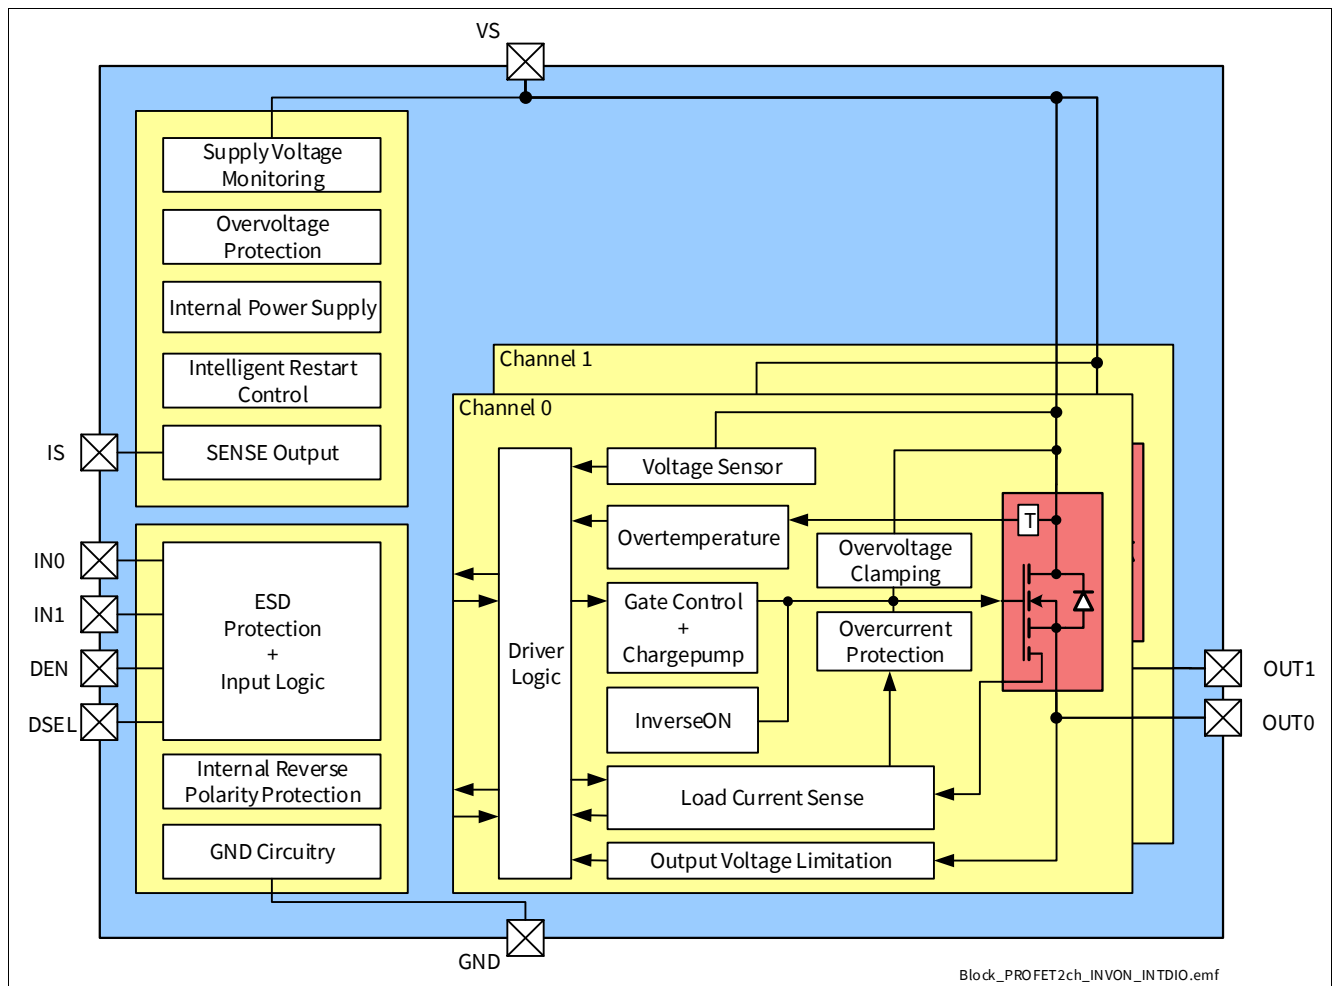 VS
Supply Voltage
Monitoring
Overvoltage
Protection
Internal Power Supply
Intelligent Restart
Control
SENSE Output
IS
IN0
IN1
DEN
DSEL
ESD
Protection
+
Input Logic
Internal Reverse
Polarity Protection
GND Circuitry
GND
Channel 1
Channel 0
Driver
Logic
Voltage Sensor
Overtemperature
Overvoltage
Clamping
Gate Control
+
Chargepump
Overcurrent
Protection
InverseON
Load Current Sense
Output Voltage Limitation
T
OUT1
OUT0
Block_PROFET2ch_INVON_INTDIO.emf